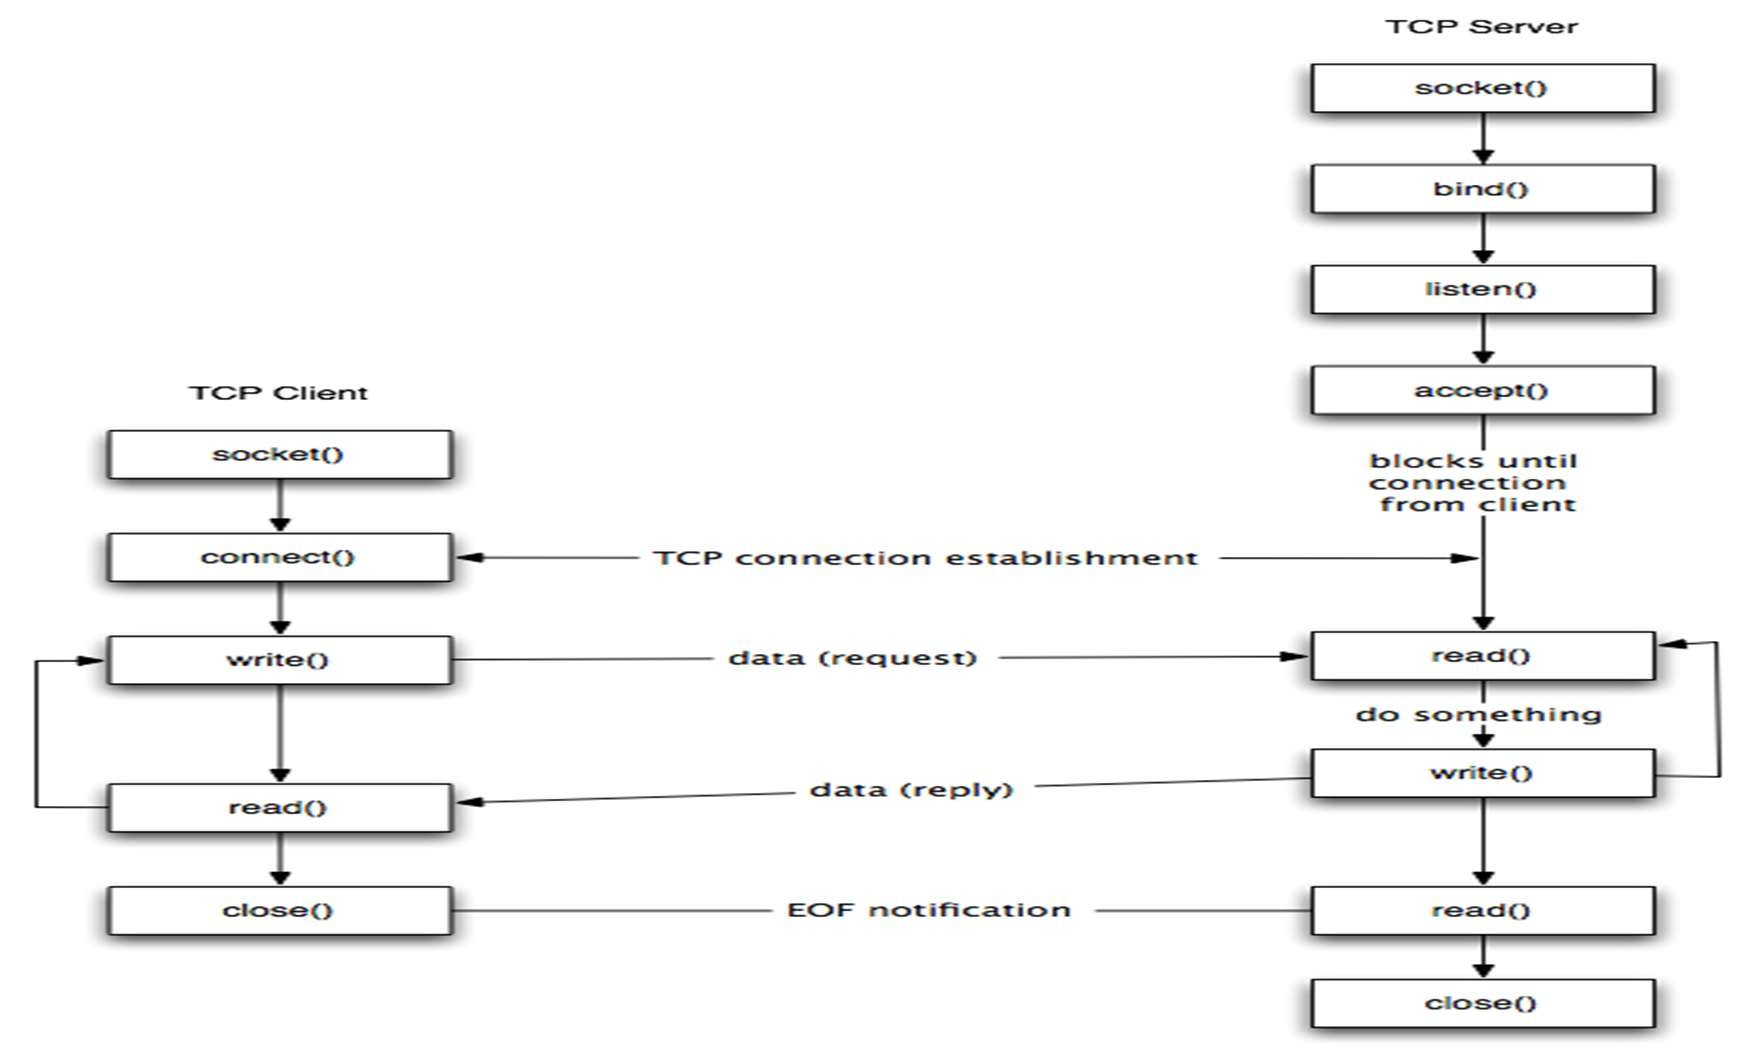 TCP Server
socket()
bind()
listen()
accept()
blocks until
connection
from client
TCP Client
socket()
connect()
TCP connection establishment
write()
data (request)
read()
do something
write()
data (reply)
read()
close()
EOF notification
read()
close()